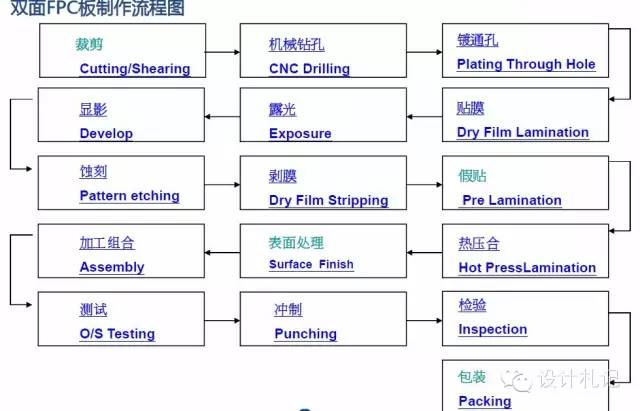 双面FPC板制作流程图
裁剪
Cutting/Shearing
机械钻孔
CNC Drilling
镀通孔
Plating Through Hole
显影
Develop
露光
Exposure
贴膜
Dry Film Lamination
蚀刻
Pattern etching
剥膜
Dry Film Stripping
假贴
Pre Lamination
加工组合
Assembly
表面处理
Surface Finish
热压合
Hot PressLamination
测试
O/S Testing
冲制
Punching
检验
Inspection
包装
Packing
设计札记